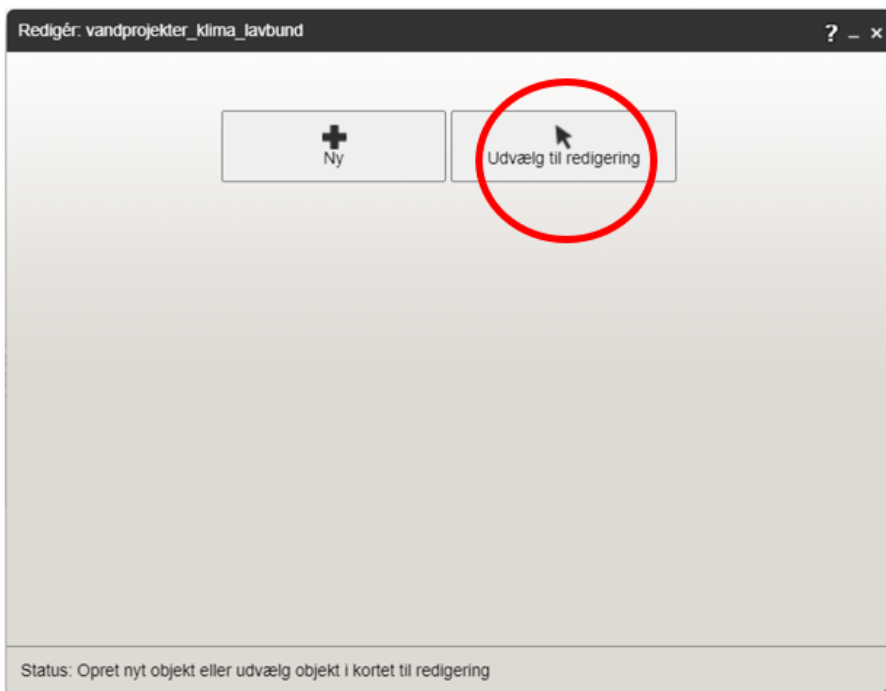 Redigér: vandprojekter_klima_lavbund ? _ ×
Ny
Udvælg til redigering
Status: Opret nyt objekt eller udvælg objekt i kortet til redigering